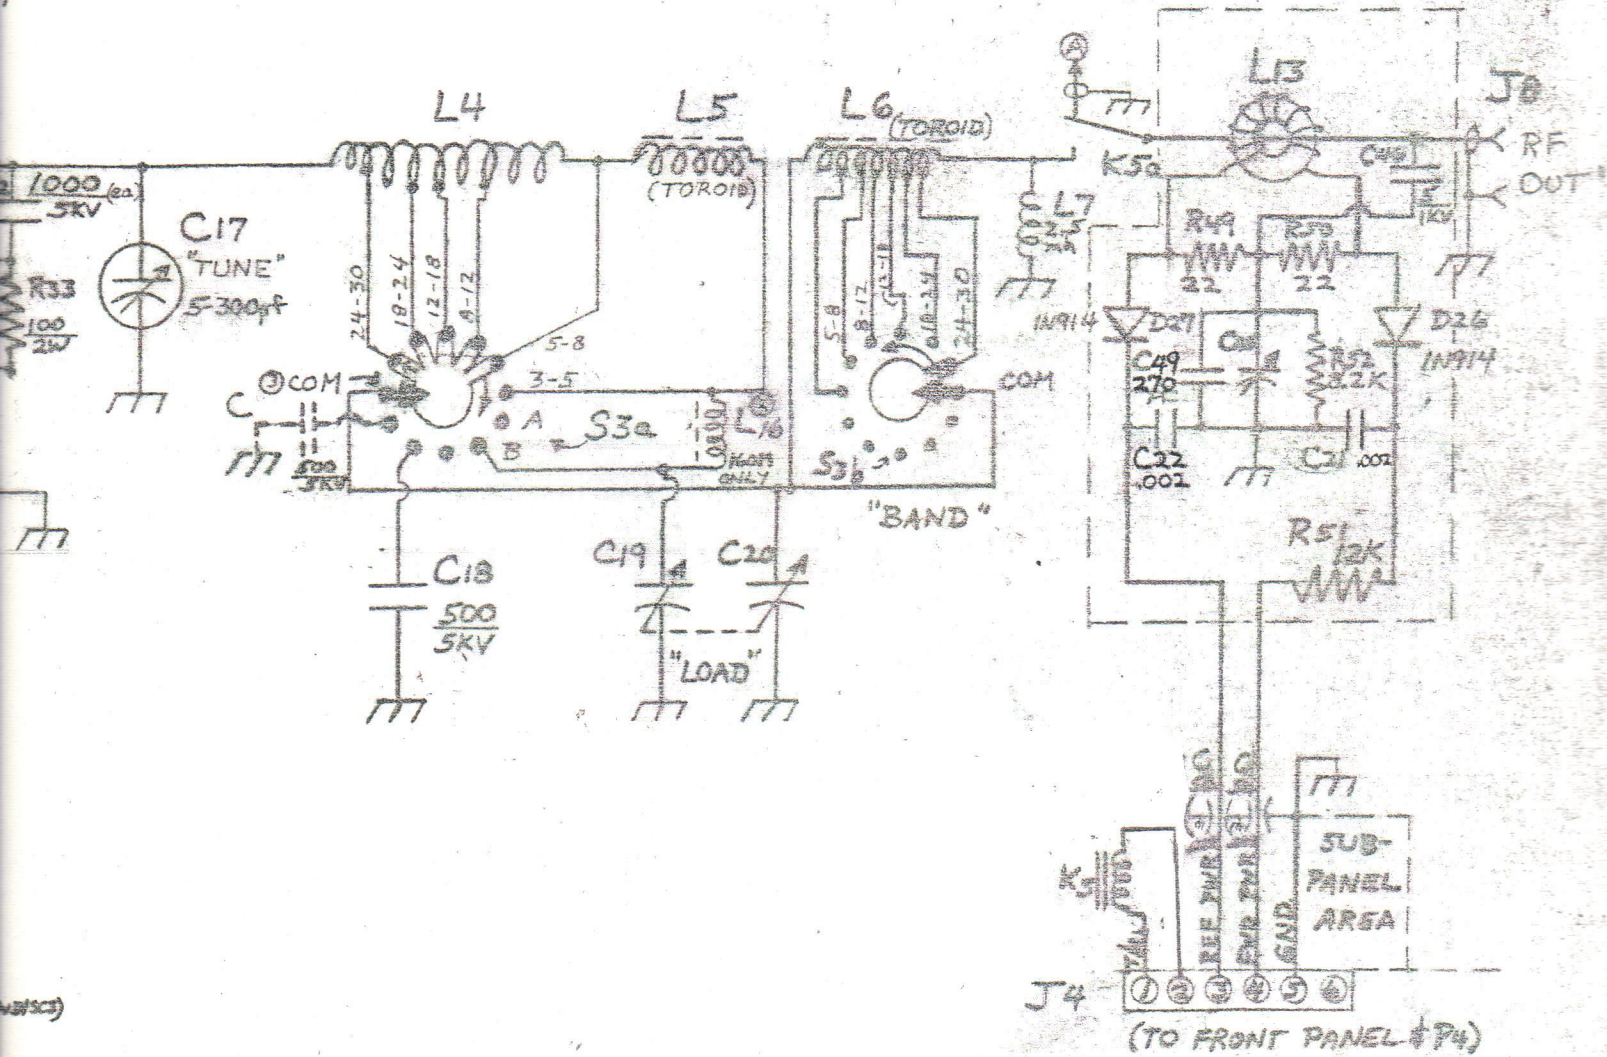 L4
L5
(TOROID)
L6
(TOROID)
A
L13
J8
RF
OUT
K5a
C46
1KV
L7
1000 (ea)
5KV
C17
"TUNE"
5-300pf
R33
100
2W
24-30
18-24
12-18
8-12
5-8
3-5
COM
C
500
5KV
A
B
S3a
L16
160M
ONLY
5-8
8-12
12-18
18-24
24-30
COM
S3b
"BAND"
R49
22
R50
22
1N914
D27
D26
1N914
C49
270
R52
2.2K
C22
.002
C21
.002
R51
12K
C18
500
5KV
C19
C20
"LOAD"
K5
REF PWR
FWD PWR
GND
SUB-
PANEL
AREA
J4
1 2 3 4 5 6
(TO FRONT PANEL & P4)